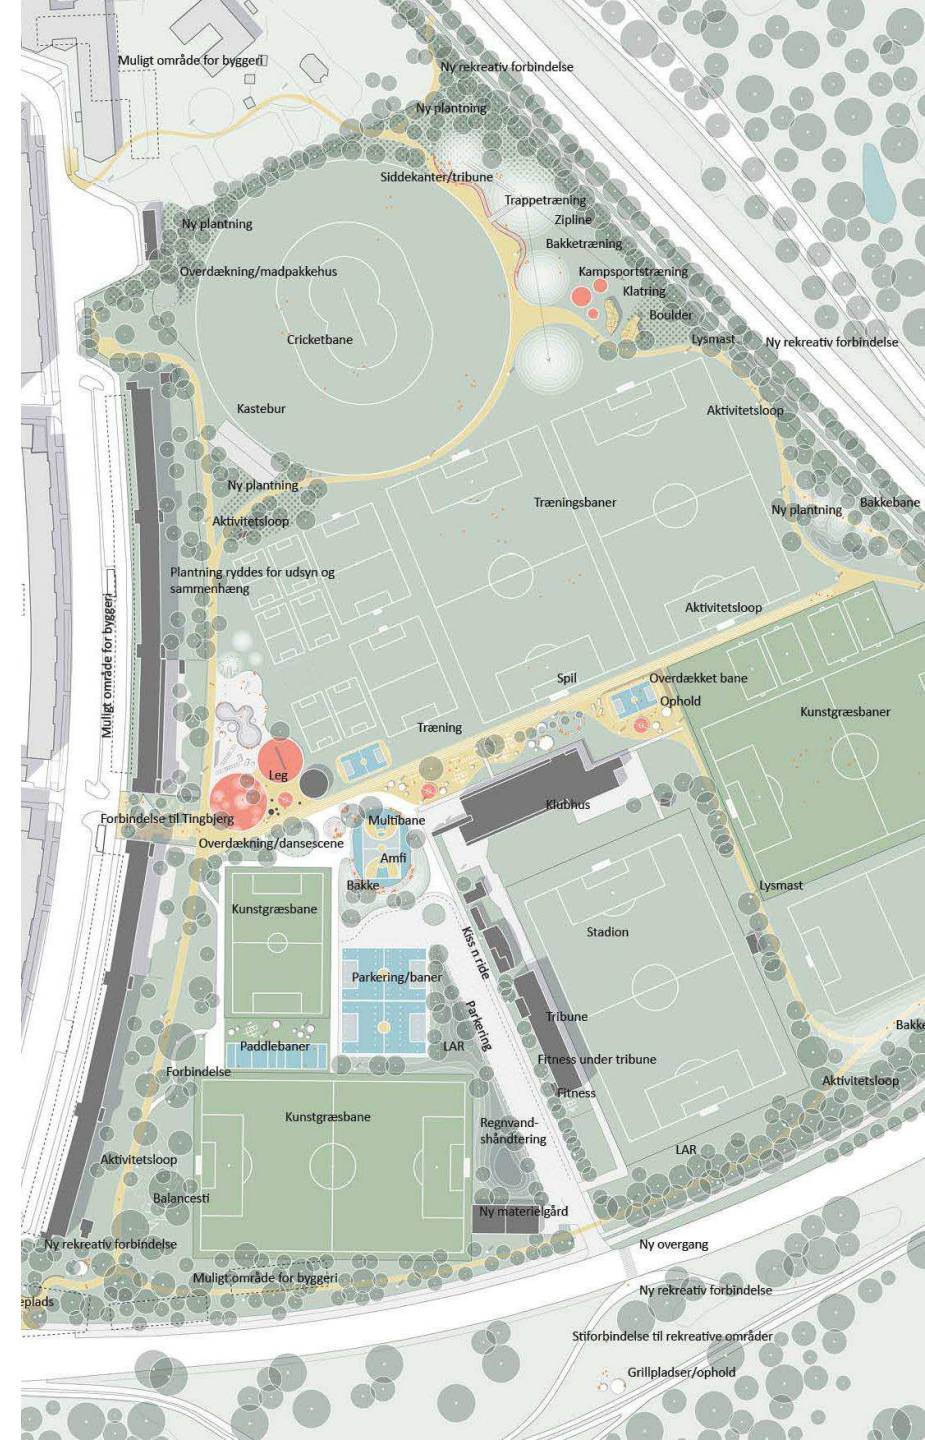 Muligt område for byggeri
Ny rekreativ forbindelse
Ny plantning
Siddekanter/tribune
Trappetræning
Zipline
Ny plantning
Bakketræning
Overdækning/madpakkehus
Kampsportstræning
Klatring
Boulder
Cricketbane
Lysmast
Ny rekreativ forbindelse
Kastebur
Aktivitetsloop
Ny plantning
Træningsbaner
Bakkebane
Ny plantning
Aktivitetsloop
Plantning ryddes for udsyn og
sammenhæng
Muligt område for byggeri
Aktivitetsloop
Spil
Overdækket bane
Ophold
Kunstgræsbaner
Træning
Leg
Klubhus
Forbindelse til Tingbjerg
Multibane
Overdækning/dansescene
Amfi
Bakke
Lysmast
Kunstgræsbane
Stadion
Kiss n ride
Parkering/baner
Parkering
Tribune
Bakke
Paddlebaner
LAR
Fitness under tribune
Forbindelse
Aktivitetsloop
Fitness
Kunstgræsbane
Regnvand-
shåndtering
LAR
Aktivitetsloop
Balancesti
Ny materielgård
Ny rekreativ forbindelse
Ny overgang
Muligt område for byggeri
Ny rekreativ forbindelse
eplads
Stiforbindelse til rekreative områder
Grillpladser/ophold